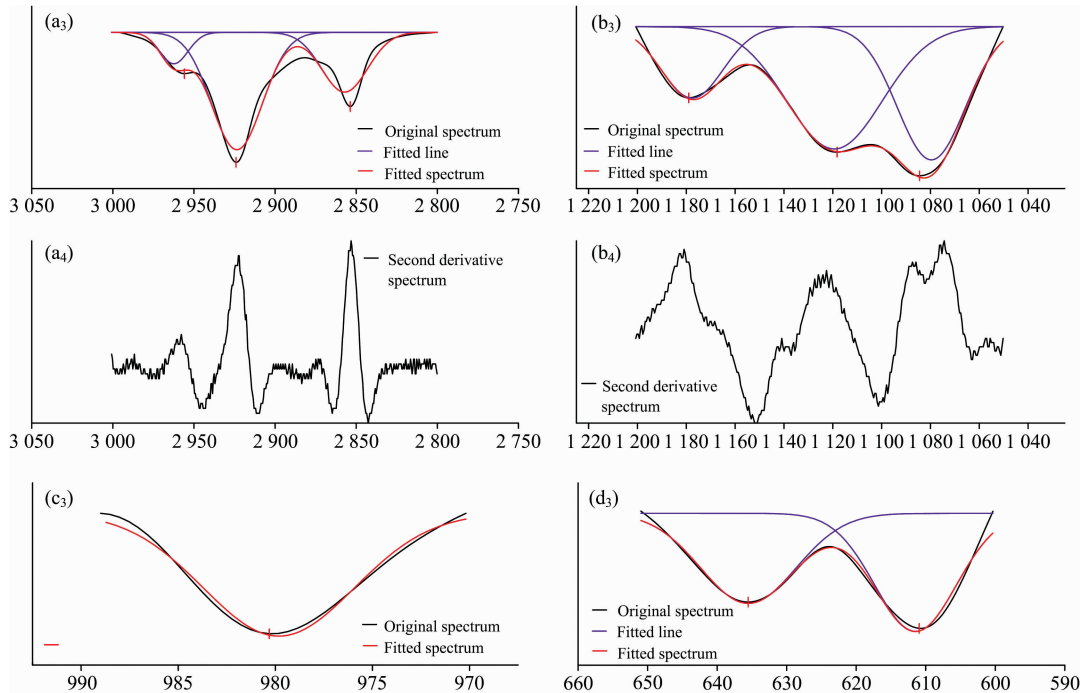 (a3)
Original spectrum
Fitted line
Fitted spectrum
3 050 3 000 2 950 2 900 2 850 2 800 2 750
(b3)
Original spectrum
Fitted line
Fitted spectrum
1 220 1 200 1 180 1 160 1 140 1 120 1 100 1 080 1 060 1 040
(a4)
Second derivative
spectrum
3 050 3 000 2 950 2 900 2 850 2 800 2 750
(b4)
Second derivative
spectrum
1 220 1 200 1 180 1 160 1 140 1 120 1 100 1 080 1 060 1 040
(c3)
Original spectrum
Fitted spectrum
990 985 980 975 970
(d3)
Original spectrum
Fitted line
Fitted spectrum
660 650 640 630 620 610 600 590